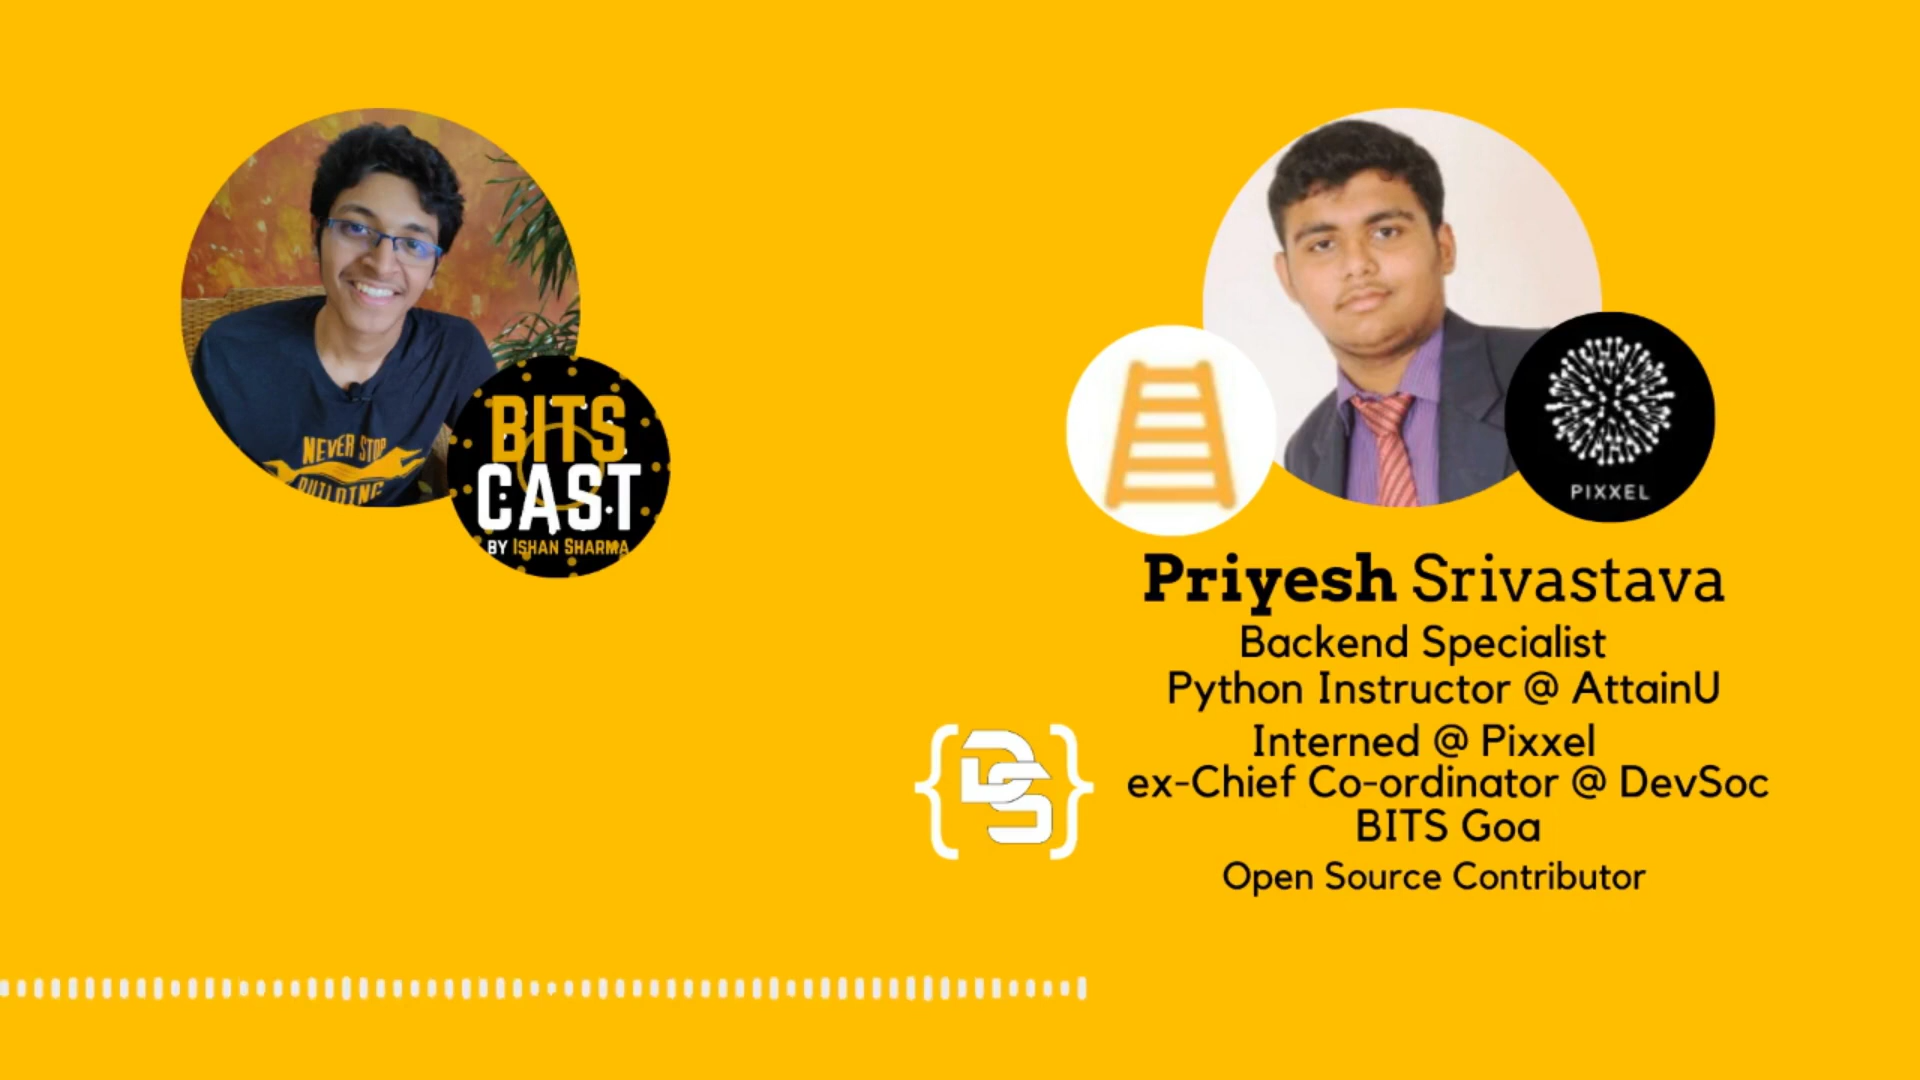 NEVER STOP
BUILDING
BITS
CAST
BY ISHAN SHARMA
PIXXEL
Priyesh Srivastava
Backend Specialist
Python Instructor @ AttainU
Interned @ Pixxel
{DS}
ex-Chief Co-ordinator @ DevSoc
BITS Goa
Open Source Contributor